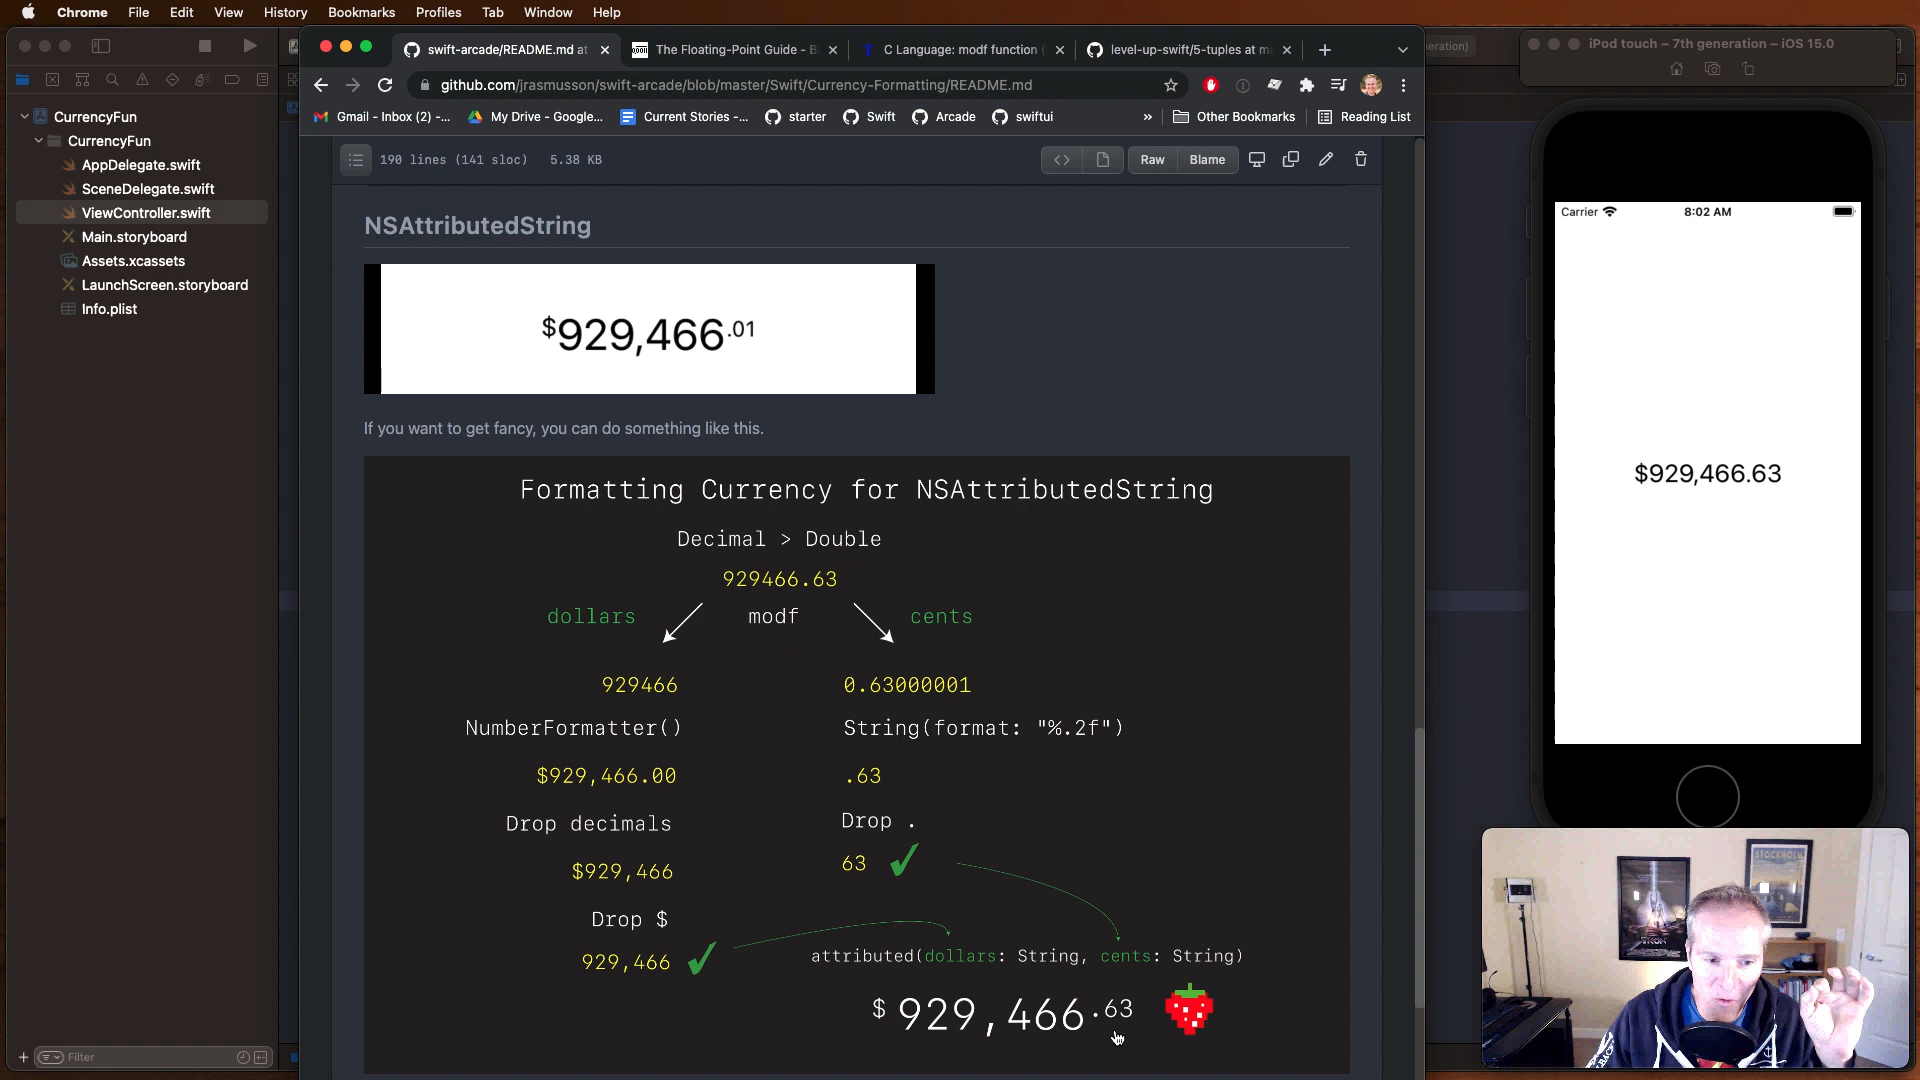 Chrome File Edit View History Bookmarks Profiles Tab Window Help
swift-arcade/README.md at
The Floating-Point Guide - B
C Language: modf function (
level-up-swift/5-tuples at ma
eration)
iPod touch – 7th generation – iOS 15.0
github.com/jrasmusson/swift-arcade/blob/master/Swift/Currency-Formatting/README.md
Gmail - Inbox (2) -...
My Drive - Google...
Current Stories -...
starter
Swift
Arcade
swiftui
»
Other Bookmarks
Reading List
CurrencyFun
CurrencyFun
AppDelegate.swift
SceneDelegate.swift
ViewController.swift
Main.storyboard
Assets.xcassets
LaunchScreen.storyboard
Info.plist
Filter
190 lines (141 sloc) 5.38 KB
Raw Blame
NSAttributedString
$929,466.01
If you want to get fancy, you can do something like this.
Formatting Currency for NSAttributedString
Decimal > Double
929466.63
dollars modf cents
929466 0.63000001
NumberFormatter() String(format: "%.2f")
$929,466.00 .63
Drop decimals Drop .
$929,466 63
Drop $
929,466
attributed(dollars: String, cents: String)
$929,466.63
Carrier 8:02 AM
$929,466.63
STOCKHOLM
TRON